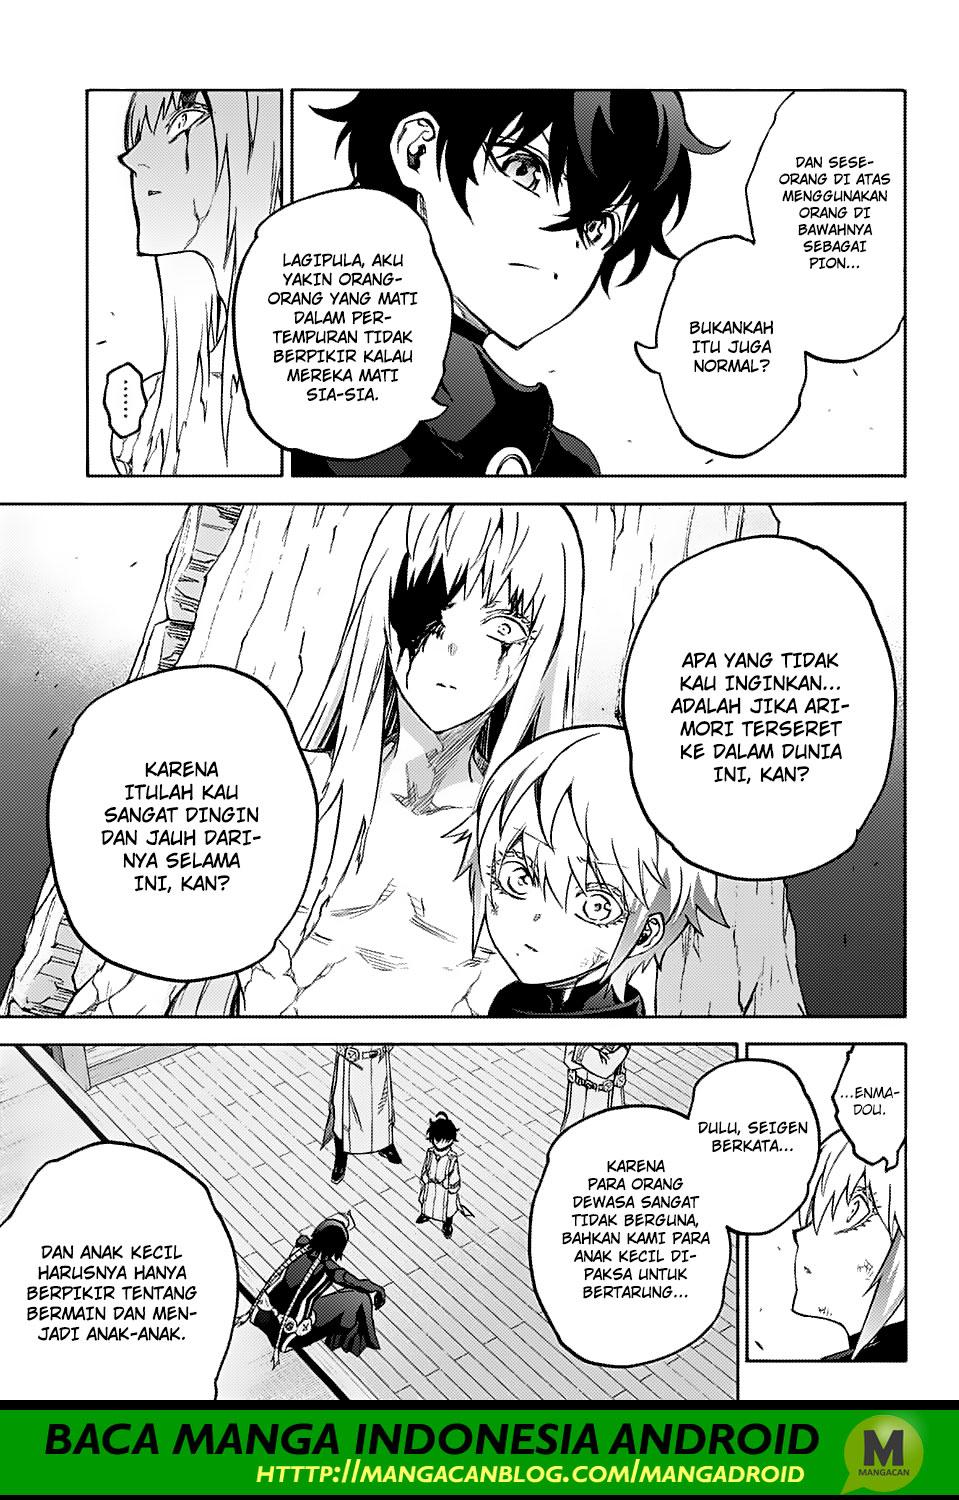 DAN SESE-
ORANG DI ATAS
MENGGUNAKAN
ORANG DI
BAWAHNYA
SEBAGAI
PION...
BUKANKAH
ITU JUGA
NORMAL?
LAGIPULA, AKU
YAKIN ORANG-
ORANG YANG MATI
DALAM PER-
TEMPURAN TIDAK
BERPIKIR KALAU
MEREKA MATI
SIA-SIA.
........
APA YANG TIDAK
KAU INGINKAN...
ADALAH JIKA ARI-
MORI TERSERET
KE DALAM DUNIA
INI, KAN?
KARENA
ITULAH KAU
SANGAT DINGIN
DAN JAUH DARI-
NYA SELAMA
INI, KAN?
...ENMA-
DOU.
DULU, SEIGEN
BERKATA...
KARENA
PARA ORANG
DEWASA SANGAT
TIDAK BERGUNA,
BAHKAN KAMI PARA
ANAK KECIL DI-
PAKSA UNTUK
BERTARUNG...
DAN ANAK KECIL
HARUSNYA HANYA
BERPIKIR TENTANG
BERMAIN DAN MEN-
JADI ANAK-ANAK.
BACA MANGA INDONESIA ANDROID
HTTTP://MANGACANBLOG.COM/MANGADROID
M
MANGACAN